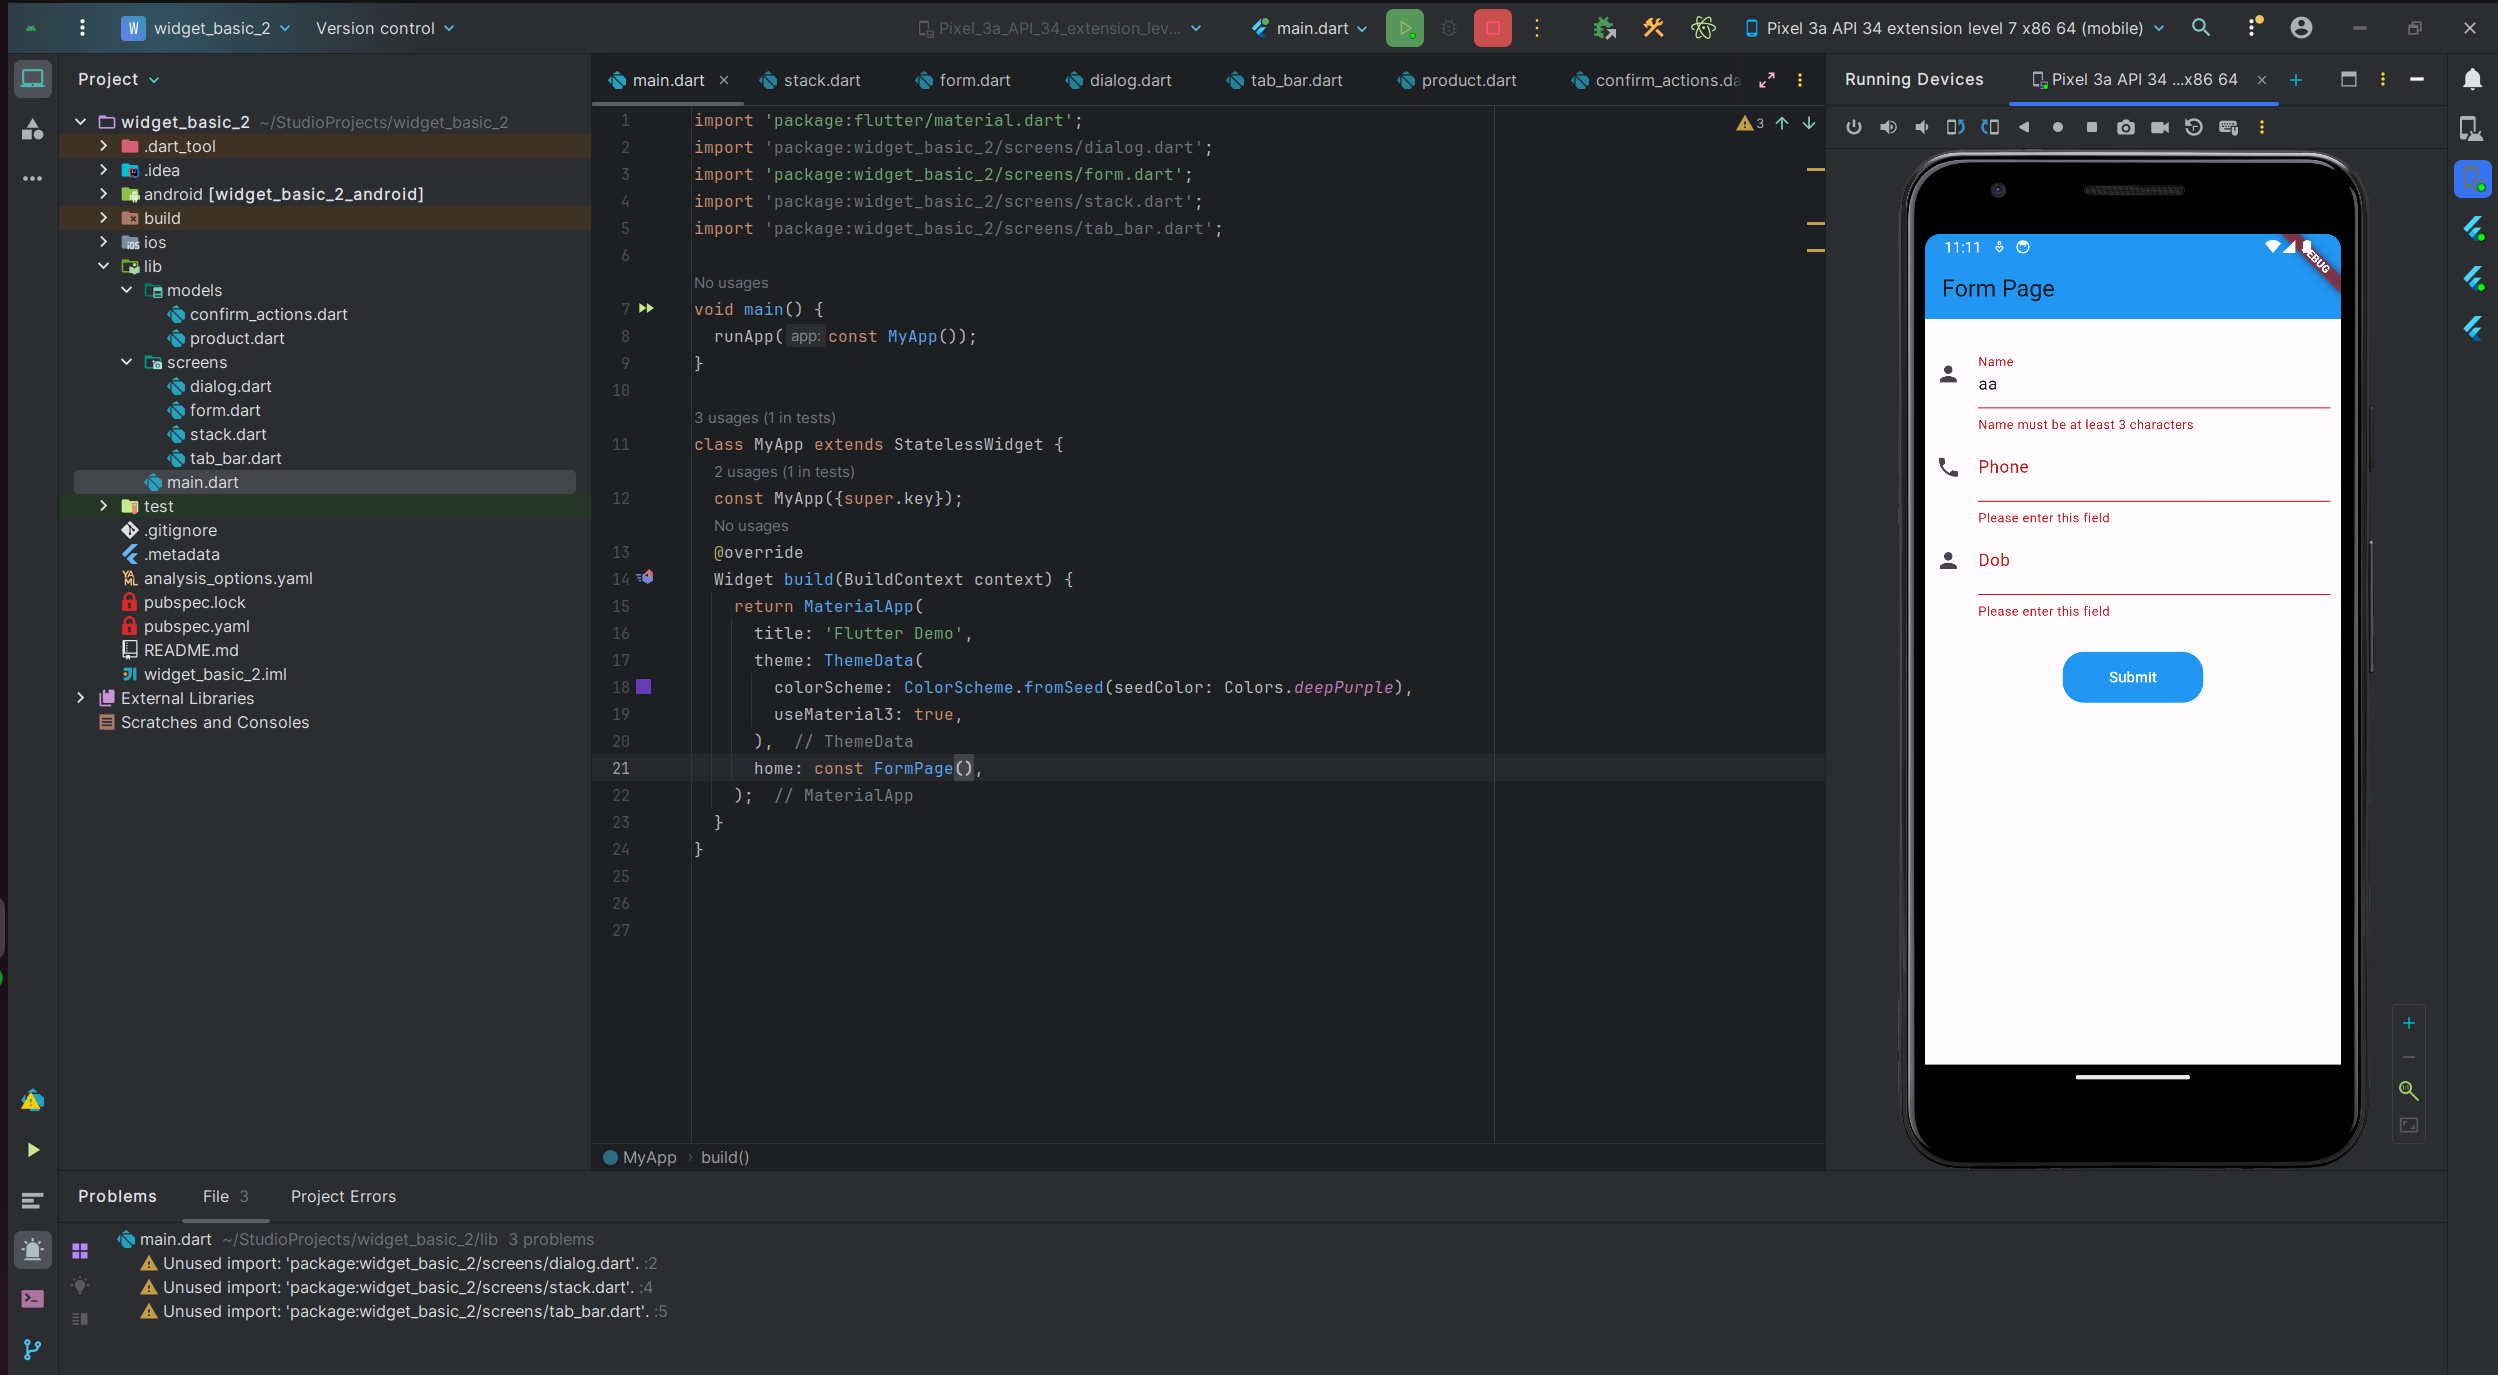 W widget_basic_2 Version control Pixel_3a_API_34_extension_lev... main.dart Pixel 3a API 34 extension level 7 x86 64 (mobile)
Project
main.dart stack.dart form.dart dialog.dart tab_bar.dart product.dart confirm_actions.da
Running Devices Pixel 3a API 34 ...x86 64
widget_basic_2 ~/StudioProjects/widget_basic_2
.dart_tool
.idea
android [widget_basic_2_android]
build
ios
lib
models
confirm_actions.dart
product.dart
screens
dialog.dart
form.dart
stack.dart
tab_bar.dart
main.dart
test
.gitignore
.metadata
analysis_options.yaml
pubspec.lock
pubspec.yaml
README.md
widget_basic_2.iml
External Libraries
Scratches and Consoles
3
1 import 'package:flutter/material.dart';
2 import 'package:widget_basic_2/screens/dialog.dart';
3 import 'package:widget_basic_2/screens/form.dart';
4 import 'package:widget_basic_2/screens/stack.dart';
5 import 'package:widget_basic_2/screens/tab_bar.dart';
6
No usages
7 void main() {
8 runApp( app: const MyApp());
9 }
10
3 usages (1 in tests)
11 class MyApp extends StatelessWidget {
2 usages (1 in tests)
12 const MyApp({super.key});
No usages
13 @override
14 Widget build(BuildContext context) {
15 return MaterialApp(
16 title: 'Flutter Demo',
17 theme: ThemeData(
18 colorScheme: ColorScheme.fromSeed(seedColor: Colors.deepPurple),
19 useMaterial3: true,
20 ), // ThemeData
21 home: const FormPage(),
22 ); // MaterialApp
23 }
24 }
25
26
27
MyApp › build()
11:11
Form Page
Name
aa
Name must be at least 3 characters
Phone
Please enter this field
Dob
Please enter this field
Submit
Problems File 3 Project Errors
main.dart ~/StudioProjects/widget_basic_2/lib 3 problems
Unused import: 'package:widget_basic_2/screens/dialog.dart'. :2
Unused import: 'package:widget_basic_2/screens/stack.dart'. :4
Unused import: 'package:widget_basic_2/screens/tab_bar.dart'. :5